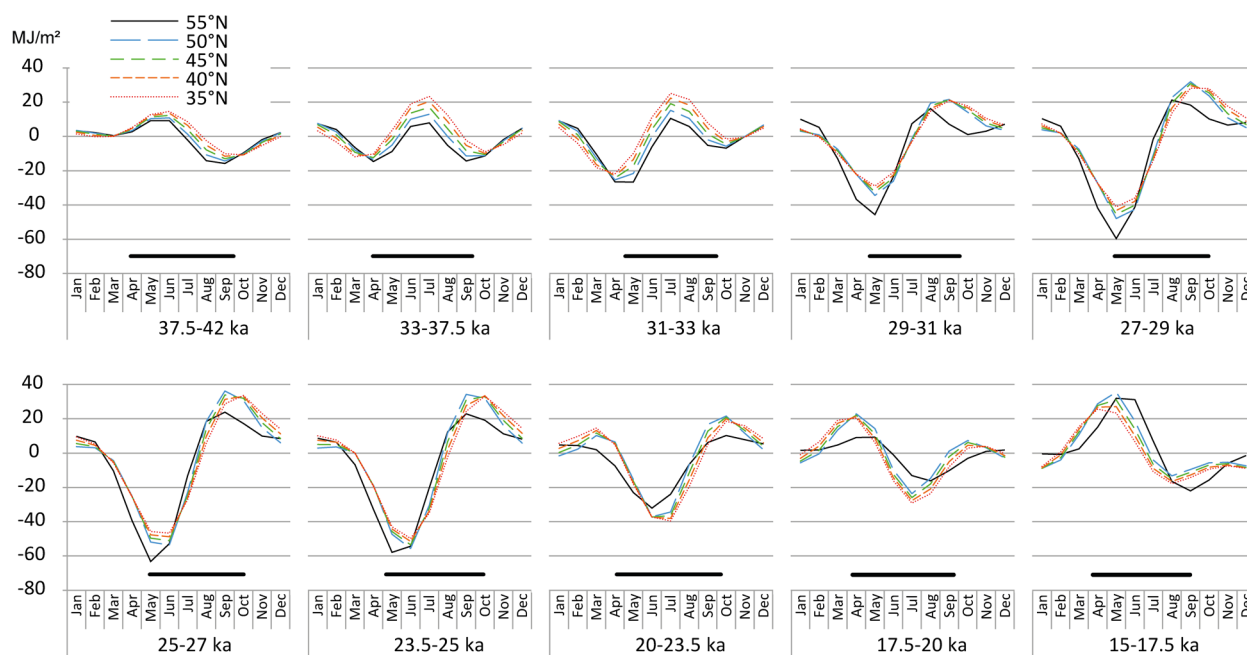 MJ/m²
55°N
50°N
45°N
40°N
35°N
40
20
0
-20
-40
-60
-80
Jan Feb Mar Apr May Jun Jul Aug Sep Oct Nov Dec
Jan Feb Mar Apr May Jun Jul Aug Sep Oct Nov Dec
Jan Feb Mar Apr May Jun Jul Aug Sep Oct Nov Dec
Jan Feb Mar Apr May Jun Jul Aug Sep Oct Nov Dec
Jan Feb Mar Apr May Jun Jul Aug Sep Oct Nov Dec
37.5-42 ka
33-37.5 ka
31-33 ka
29-31 ka
27-29 ka
40
20
0
-20
-40
-60
-80
Jan Feb Mar Apr May Jun Jul Aug Sep Oct Nov Dec
Jan Feb Mar Apr May Jun Jul Aug Sep Oct Nov Dec
Jan Feb Mar Apr May Jun Jul Aug Sep Oct Nov Dec
Jan Feb Mar Apr May Jun Jul Aug Sep Oct Nov Dec
Jan Feb Mar Apr May Jun Jul Aug Sep Oct Nov Dec
25-27 ka
23.5-25 ka
20-23.5 ka
17.5-20 ka
15-17.5 ka